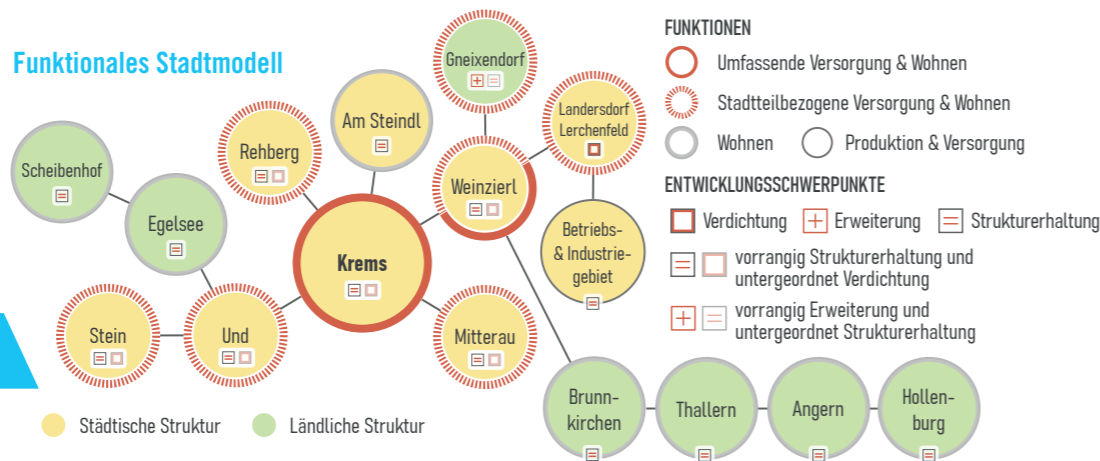 Funktionales Stadtmodell
Scheibenhof
Egelsee
Rehberg
Am Steindl
Gneixendorf
Landersdorf
Lerchenfeld
Weinzierl
Krems
Betriebs-
& Industrie-
gebiet
Stein
Und
Mitterau
Brunn-
kirchen
Thallern
Angern
Hollen-
burg
Städtische Struktur
Ländliche Struktur
FUNKTIONEN
Umfassende Versorgung & Wohnen
Stadtteilbezogene Versorgung & Wohnen
Wohnen
Produktion & Versorgung
ENTWICKLUNGSSCHWERPUNKTE
Verdichtung
Erweiterung
Strukturerhaltung
vorrangig Strukturerhaltung und
untergeordnet Verdichtung
vorrangig Erweiterung und
untergeordnet Strukturerhaltung